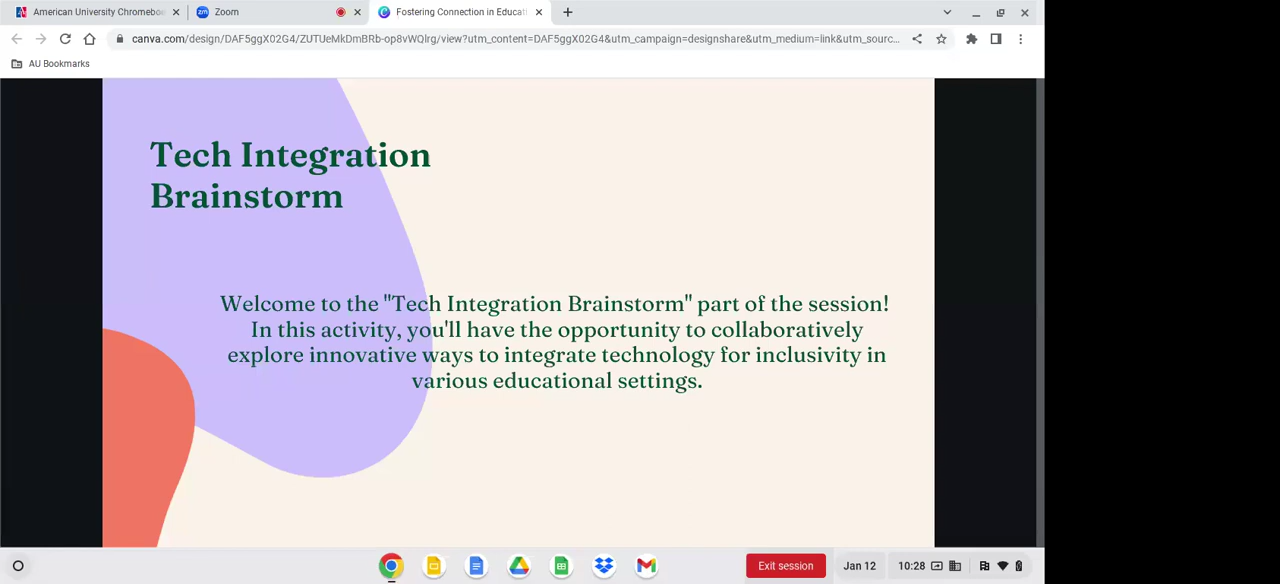 American University Chromeboo
Zoom
Fostering Connection in Educati
canva.com/design/DAF5ggX02G4/ZUTUeMkDmBRb-op8vWQlrg/view?utm_content=DAF5ggX02G4&utm_campaign=designshare&utm_medium=link&utm_sourc...
AU Bookmarks
Tech Integration
Brainstorm
Welcome to the "Tech Integration Brainstorm" part of the session!
In this activity, you'll have the opportunity to collaboratively
explore innovative ways to integrate technology for inclusivity in
various educational settings.
Exit session
Jan 12
10:28